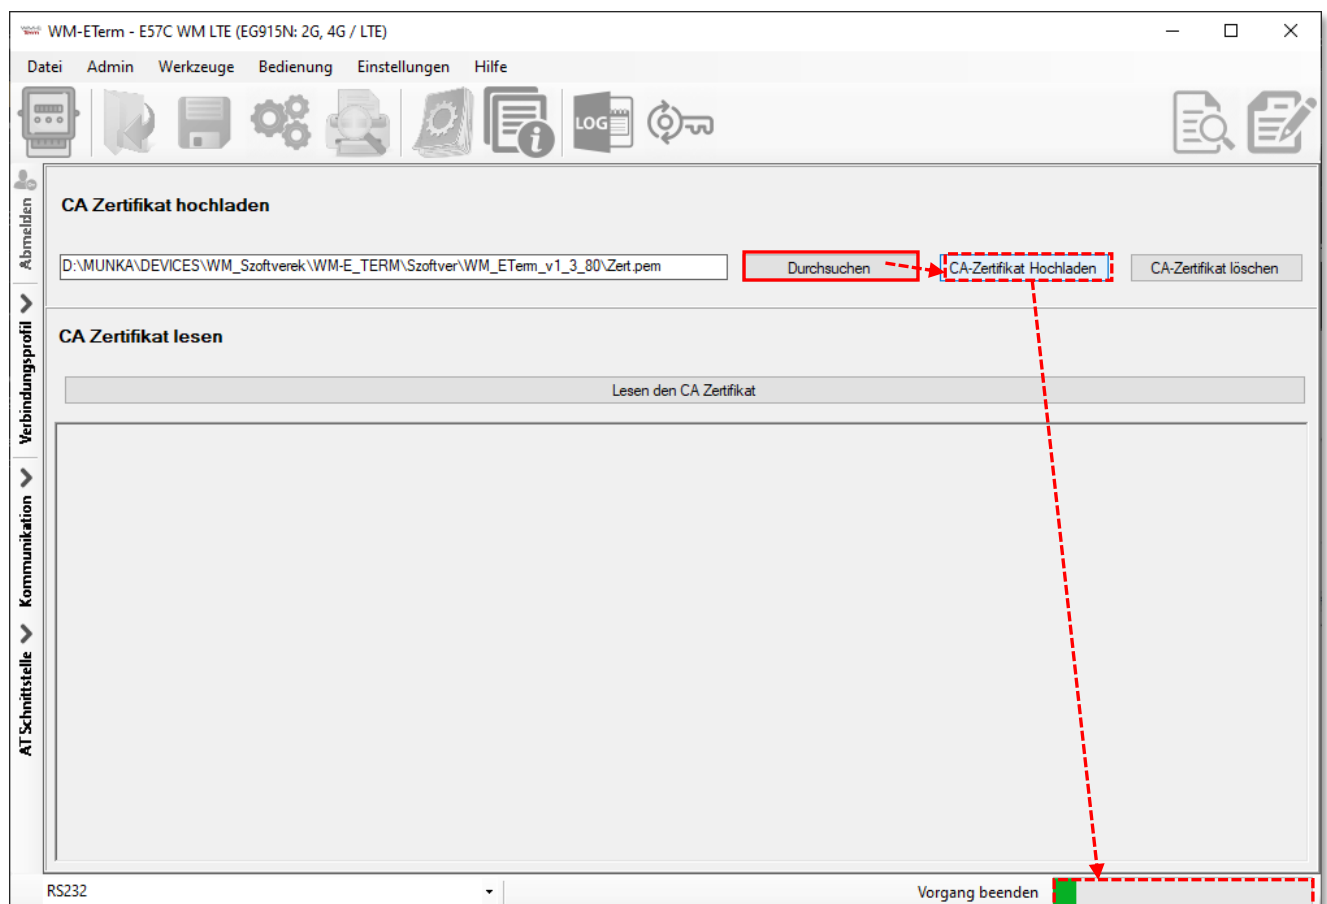 WM-ETerm - E57C WM LTE (EG915N: 2G, 4G / LTE)
Datei Admin Werkzeuge Bedienung Einstellungen Hilfe
LOG
Abmelden
Verbindungsprofil
Kommunikation
AT Schnittstelle
CA Zertifikat hochladen
D:\MUNKA\DEVICES\WM_Szoftverek\WM-E_TERM\Szoftver\WM_ETerm_v1_3_80\Zert.pem Durchsuchen CA-Zertifikat Hochladen CA-Zertifikat löschen
CA Zertifikat lesen
Lesen den CA Zertifikat
RS232 Vorgang beenden